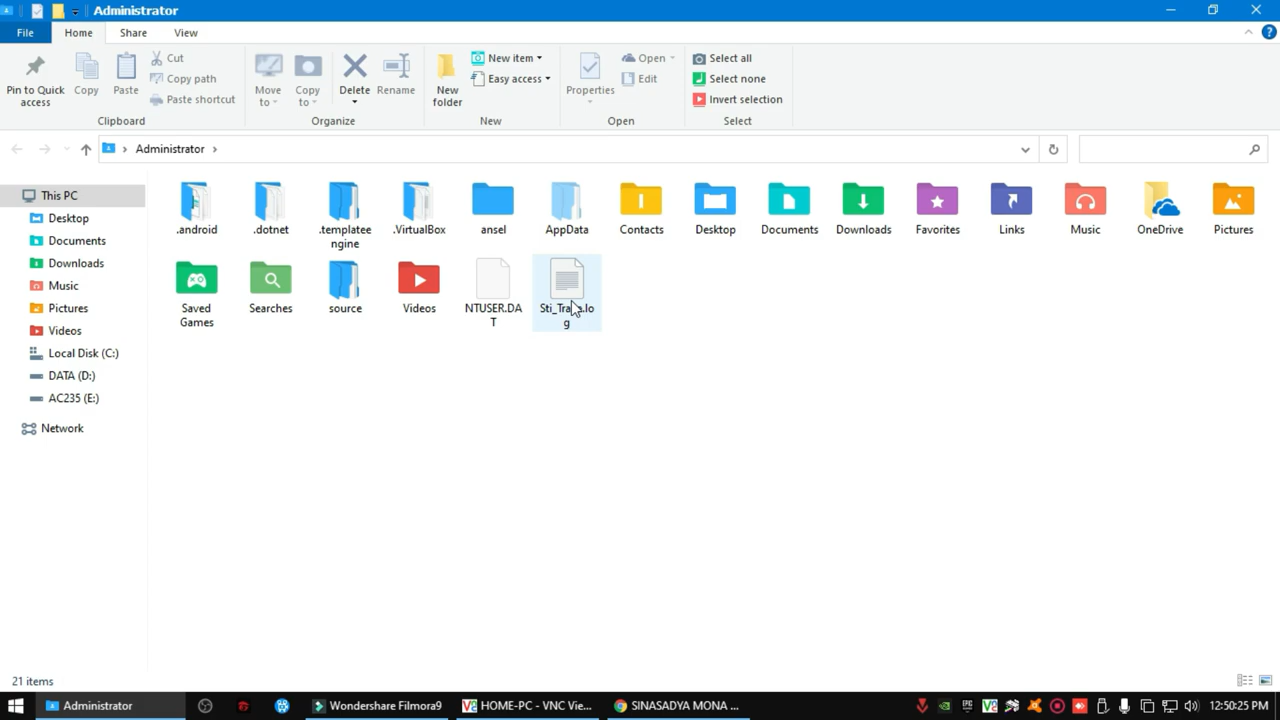 Administrator
File Home Share View
Pin to Quick access
Copy
Paste
Cut
Copy path
Paste shortcut
Clipboard
Move to
Copy to
Delete
Rename
Organize
New folder
New item
Easy access
New
Properties
Open
Edit
Open
Select all
Select none
Invert selection
Select
Administrator
This PC
Desktop
Documents
Downloads
Music
Pictures
Videos
Local Disk (C:)
DATA (D:)
AC235 (E:)
Network
.android
.dotnet
.templatee
ngine
.VirtualBox
ansel
AppData
Contacts
Desktop
Documents
Downloads
Favorites
Links
Music
OneDrive
Pictures
Saved
Games
Searches
source
Videos
NTUSER.DA
T
21 items
Administrator
Wondershare Filmora9
HOME-PC - VNC Vie...
SINASADYA MONA ...
12:50:25 PM